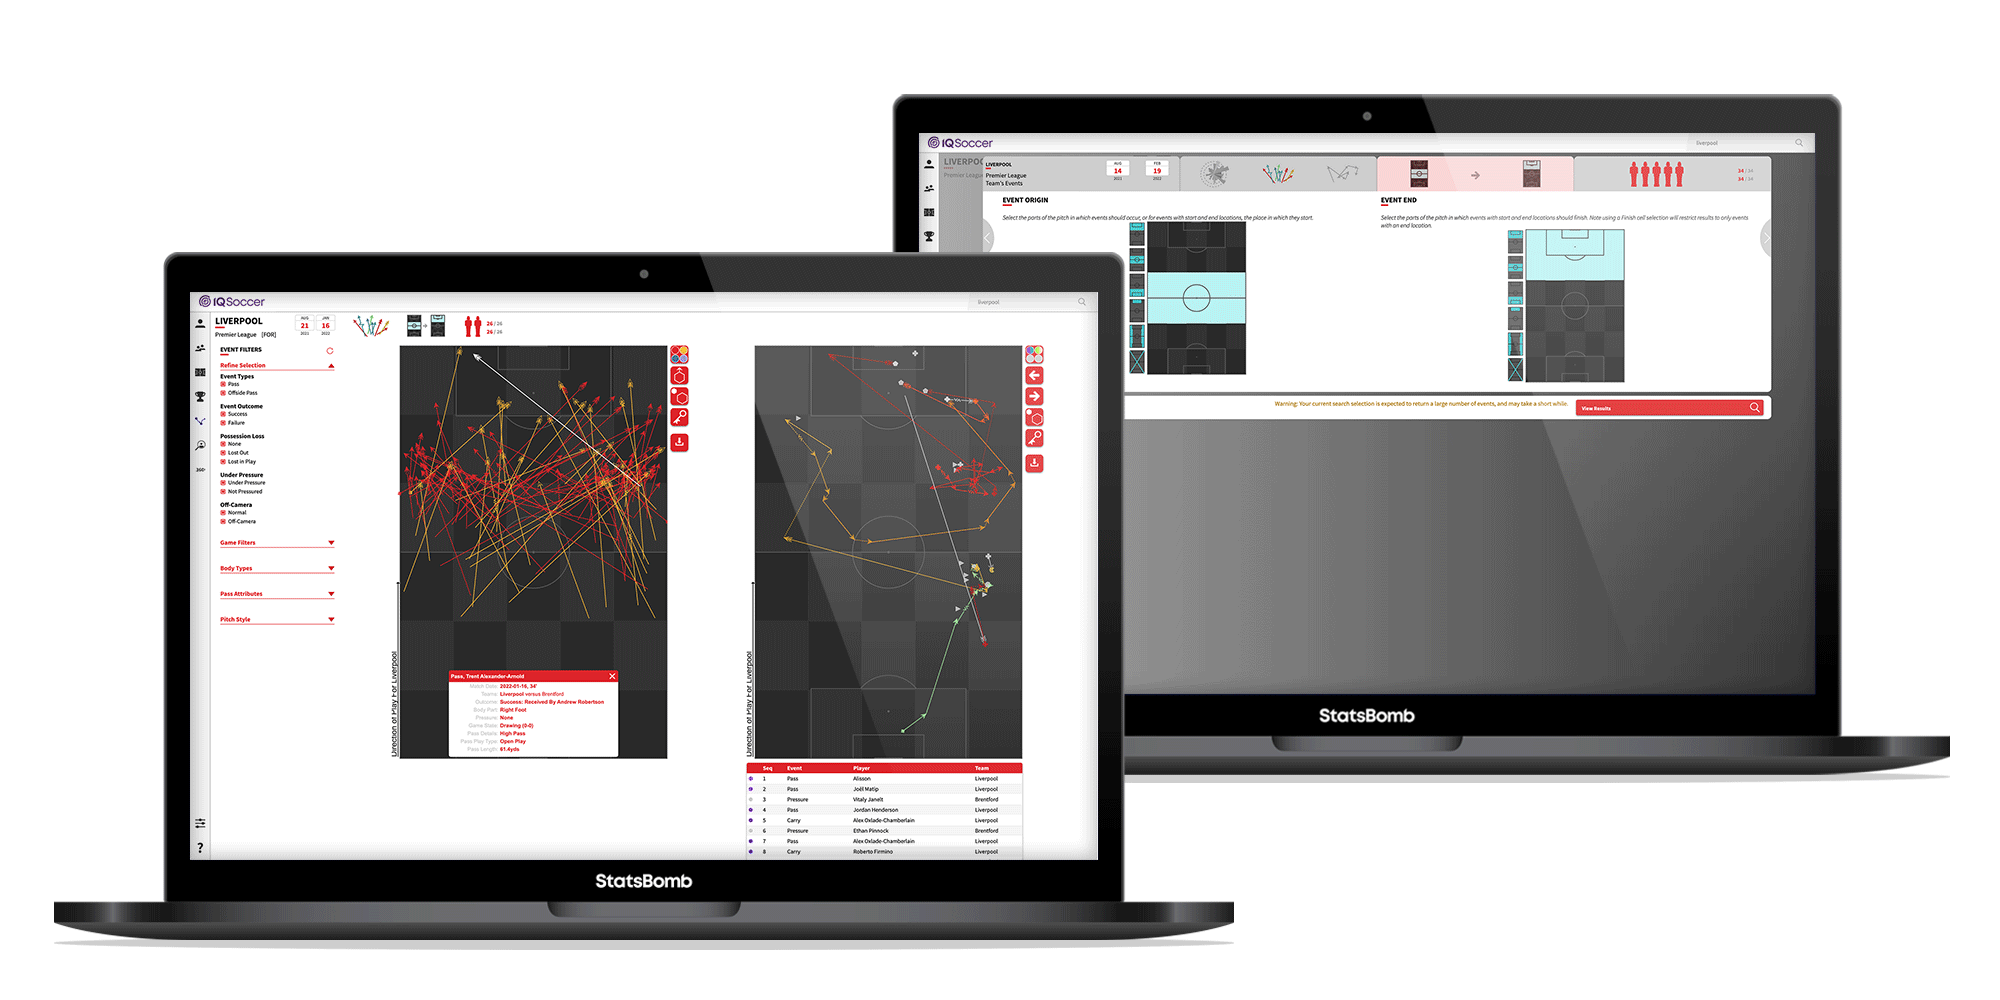 IQSoccer
liverpool
LIVERPOOL
Premier League [FOR]
AUG
21
2021
JAN
16
2022
26 / 26
26 / 26
EVENT FILTERS
Refine Selection
Event Types
Pass
Offside Pass
Event Outcome
Success
Failure
Possession Loss
None
Lost Out
Lost in Play
Under Pressure
Under Pressure
Not Pressured
Off-Camera
Normal
Off-Camera
Game Filters
Body Types
Pass Attributes
Pitch Style
360°
?
Direction of Play For Liverpool
Pass, Trent Alexander-Arnold
Match Date: 2022-01-16, 34'
Teams: Liverpool versus Brentford
Outcome: Success: Received By Andrew Robertson
Body Part: Right Foot
Pressure: None
Game State: Drawing (0-0)
Pass Details: High Pass
Pass Play Type: Open Play
Pass Length: 61.4yds
Direction of Play For Liverpool
Seq Event Player Team
1 Pass Alisson Liverpool
2 Pass Joël Matip Liverpool
3 Pressure Vitaly Janelt Brentford
4 Pass Jordan Henderson Liverpool
5 Carry Alex Oxlade-Chamberlain Liverpool
6 Pressure Ethan Pinnock Brentford
7 Pass Alex Oxlade-Chamberlain Liverpool
8 Carry Roberto Firmino Liverpool
StatsBomb
IQSoccer
liverpool
LIVERPOO
Premier League
LIVERPOOL
Premier League
Team's Events
AUG
14
2021
FEB
19
2022
34 / 34
34 / 34
EVENT ORIGIN
Select the parts of the pitch in which events should occur, or for events with start and end locations, the place in which they start.
EVENT END
Select the parts of the pitch in which events with start and end locations should finish. Note using a Finish cell selection will restrict results to only events
with an end location.
Warning: Your current search selection is expected to return a large number of events, and may take a short while.
View Results
StatsBomb